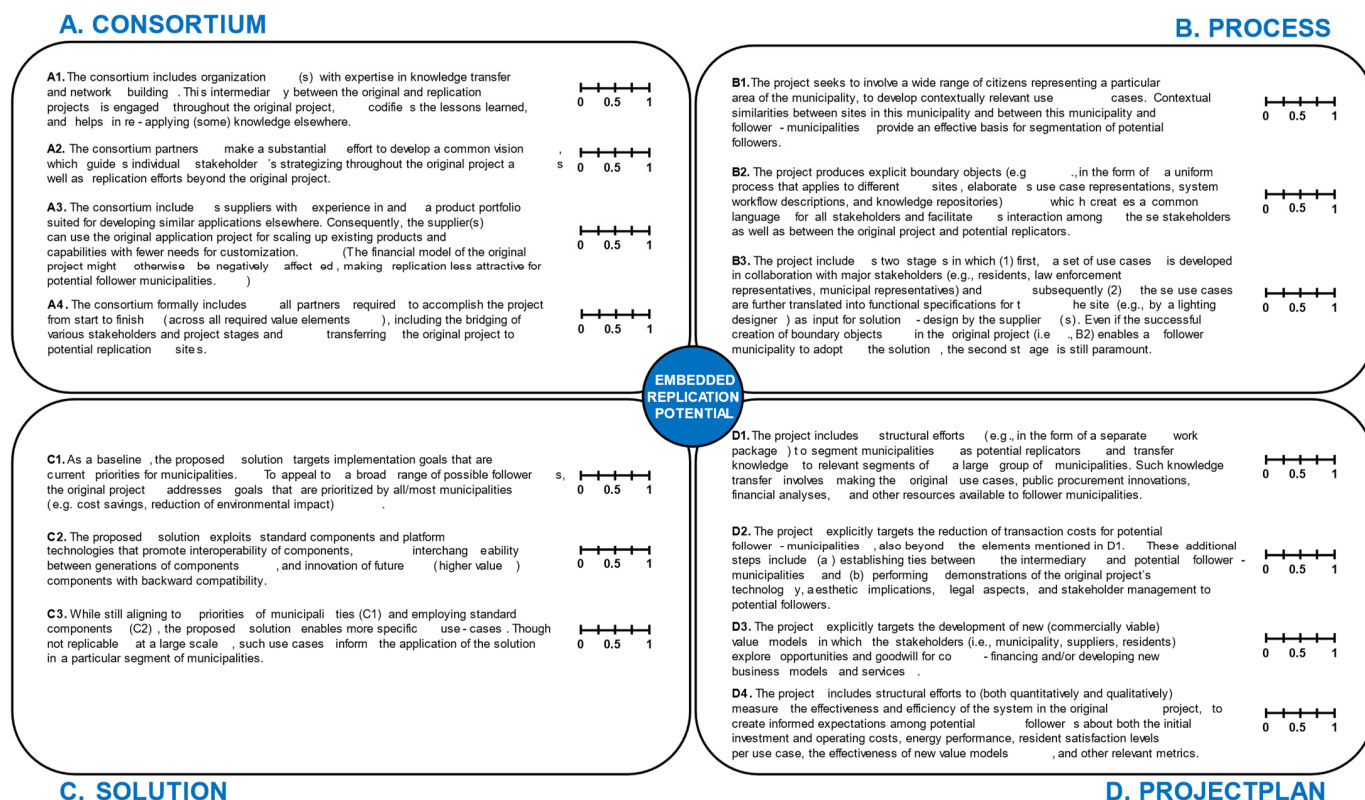 A. CONSORTIUM
A1. The consortium includes organization (s) with expertise in knowledge transfer
and network building . This intermediar y between the original and replication
projects is engaged throughout the original project, codifie s the lessons learned,
and helps in re - applying (some) knowledge elsewhere.
0 0.5 1
A2. The consortium partners make a substantial effort to develop a common vision ,
which guide s individual stakeholder 's strategizing throughout the original project a s
well as replication efforts beyond the original project.
0 0.5 1
A3. The consortium include s suppliers with experience in and a product portfolio
suited for developing similar applications elsewhere. Consequently, the supplier(s)
can use the original application project for scaling up existing products and
capabilities with fewer needs for customization. (The financial model of the original
project might otherwise be negatively affect ed , making replication less attractive for
potential follower municipalities. )
0 0.5 1
A4 . The consortium formally includes all partners required to accomplish the project
from start to finish (across all required value elements ), including the bridging of
various stakeholders and project stages and transferring the original project to
potential replication site s.
0 0.5 1
B. PROCESS
B1. The project seeks to involve a wide range of citizens representing a particular
area of the municipality, to develop contextually relevant use cases. Contextual
similarities between sites in this municipality and between this municipality and
follower - municipalities provide an effective basis for segmentation of potential
followers.
0 0.5 1
B2. The project produces explicit boundary objects (e.g ., in the form of a uniform
process that applies to different sites , elaborate s use case representations, system
workflow descriptions, and knowledge repositories) whic h creat es a common
language for all stakeholders and facilitate s interaction among the se stakeholders
as well as between the original project and potential replicators.
0 0.5 1
B3. The project include s two stage s in which (1) first, a set of use cases is developed
in collaboration with major stakeholders (e.g., residents, law enforcement
representatives, municipal representatives) and subsequently (2) the se use cases
are further translated into functional specifications for t he site (e.g., by a lighting
designer ) as input for solution - design by the supplier (s). Even if the successful
creation of boundary objects in the original project (i.e ., B2) enables a follower
municipality to adopt the solution , the second st age is still paramount.
0 0.5 1
EMBEDDED
REPLICATION
POTENTIAL
C1. As a baseline , the proposed solution targets implementation goals that are
current priorities for municipalities. To appeal to a broad range of possible follower s,
the original project addresses goals that are prioritized by all/most municipalities
(e.g. cost savings, reduction of environmental impact) .
0 0.5 1
C2. The proposed solution exploits standard components and platform
technologies that promote interoperability of components, interchang eability
between generations of components , and innovation of future (higher value )
components with backward compatibility.
0 0.5 1
C3. While still aligning to priorities of municipali ties (C1) and employing standard
components (C2) , the proposed solution enables more specific use - cases . Though
not replicable at a large scale , such use cases inform the application of the solution
in a particular segment of municipalities.
0 0.5 1
C. SOLUTION
D1. The project includes structural efforts (e.g., in the form of a separate work
package ) to segment municipalities as potential replicators and transfer
knowledge to relevant segments of a large group of municipalities. Such knowledge
transfer involves making the original use cases, public procurement innovations,
financial analyses, and other resources available to follower municipalities.
0 0.5 1
D2. The project explicitly targets the reduction of transaction costs for potential
follower - municipalities , also beyond the elements mentioned in D1. These additional
steps include (a ) establishing ties between the intermediary and potential follower -
municipalities and (b) performing demonstrations of the original project's
technolog y, aesthetic implications, legal aspects, and stakeholder management to
potential followers.
0 0.5 1
D3. The project explicitly targets the development of new (commercially viable)
value models in which the stakeholders (i.e., municipality, suppliers, residents)
explore opportunities and goodwill for co - financing and/or developing new
business models and services .
0 0.5 1
D4 . The project includes structural efforts to (both quantitatively and qualitatively)
measure the effectiveness and efficiency of the system in the original project, to
create informed expectations among potential follower s about both the initial
investment and operating costs, energy performance, resident satisfaction levels
per use case, the effectiveness of new value models , and other relevant metrics.
0 0.5 1
D. PROJECTPLAN